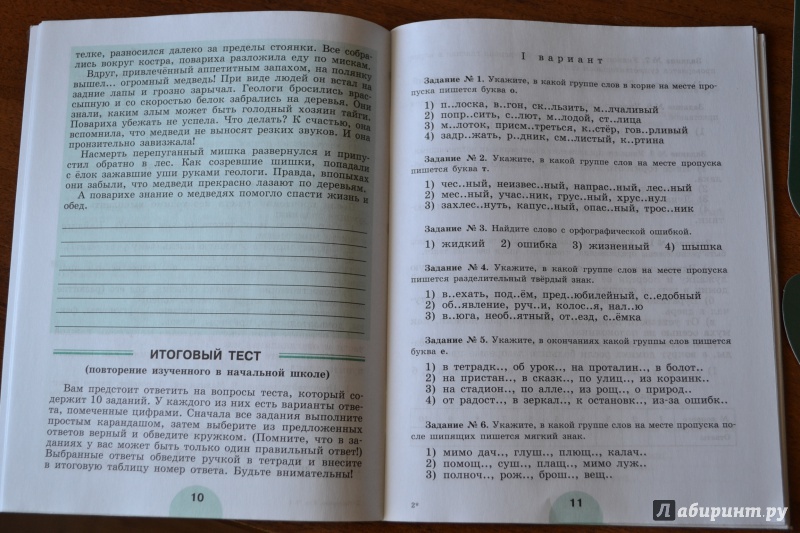 телке, разносился далеко за пределы стоянки. Все собра-
лись вокруг костра, повариха разложила еду по мискам.
Вдруг, привлечённый аппетитным запахом, на полянку
вышел... огромный медведь! При виде людей он встал на
задние лапы и грозно зарычал. Геологи бросились врас-
сыпную и со скоростью белок забрались на деревья. Они
знали, каким злым может быть голодный хозяин тайги.
Повариха убежать не успела. Что делать? К счастью, она
вспомнила, что медведи не выносят резких звуков. И она
пронзительно завизжала!
Насмерть перепуганный мишка развернулся и припу-
стил обратно в лес. Как созревшие шишки, попадали
с ёлок зажавшие уши руками геологи. Правда, впопыхах
они забыли, что медведи прекрасно лазают по деревьям.
А поварихе знание о медведях помогло спасти жизнь и
обед.
ИТОГОВЫЙ ТЕСТ
(повторение изученного в начальной школе)
Вам предстоит ответить на вопросы теста, который со-
держит 10 заданий. У каждого из них есть варианты отве-
та, помеченные цифрами. Сначала все задания выполните
простым карандашом, затем выберите из предложенных
ответов верный и обведите кружком. (Помните, что в за-
даниях у вас может быть только один правильный ответ!)
Выбранные ответы обведите ручкой в тетради и внесите
в итоговую таблицу номер ответа. Будьте внимательны!
10
I вариант
Задание № 1. Укажите, в какой группе слов в корне на месте про-
пуска пишется буква о.
1) п..лоска, в..гон, ск..льзить, м..лчаливый
2) попр..сить, с..лют, м..лодой, ст..лица
3) м..лоток, присм..треться, к..стёр, гов..рливый
4) задр..жать, р..дник, см..листый, к..ртина
Задание № 2. Укажите, в какой группе слов на месте пропуска
пишется буква т.
1) чес..ный, неизвес..ный, напрас..ный, лес..ный
2) мес..ный, учас..ник, грус..ный, хрус..нул
3) захлес..нуть, капус..ный, опас..ный, трос..ник
Задание № 3. Найдите слово с орфографической ошибкой.
1) жидкий 2) ошибка 3) жизненный 4) шышка
Задание № 4. Укажите, в какой группе слов на месте пропуска
пишется разделительный твёрдый знак.
1) в..ехать, под..ём, пред..юбилейный, с..едобный
2) об..явление, руч..и, колос..я, нал..ю
3) в..юга, необ..ятный, от..езд, с..ёмка
Задание № 5. Укажите, в окончаниях какой группы слов пишется
буква е.
1) в тетрадк.., об урок.., на проталин.., в болот..
2) на пристан.., в сказк.., по улиц.., из корзинк..
3) на стадион.., по алле.., из рощ.., о природ..
4) от радост.., в зеркал.., к остановк.., из-за ошибк..
Задание № 6. Укажите, в какой группе слов на месте пропуска по-
сле шипящих пишется мягкий знак.
1) мимо дач.., глуш.., плющ.., калач..
2) помощ.., суш.., плащ.., мимо луж..
3) полноч.., рож.., брош.., вещ..
2*
11
Лабиринт.ру